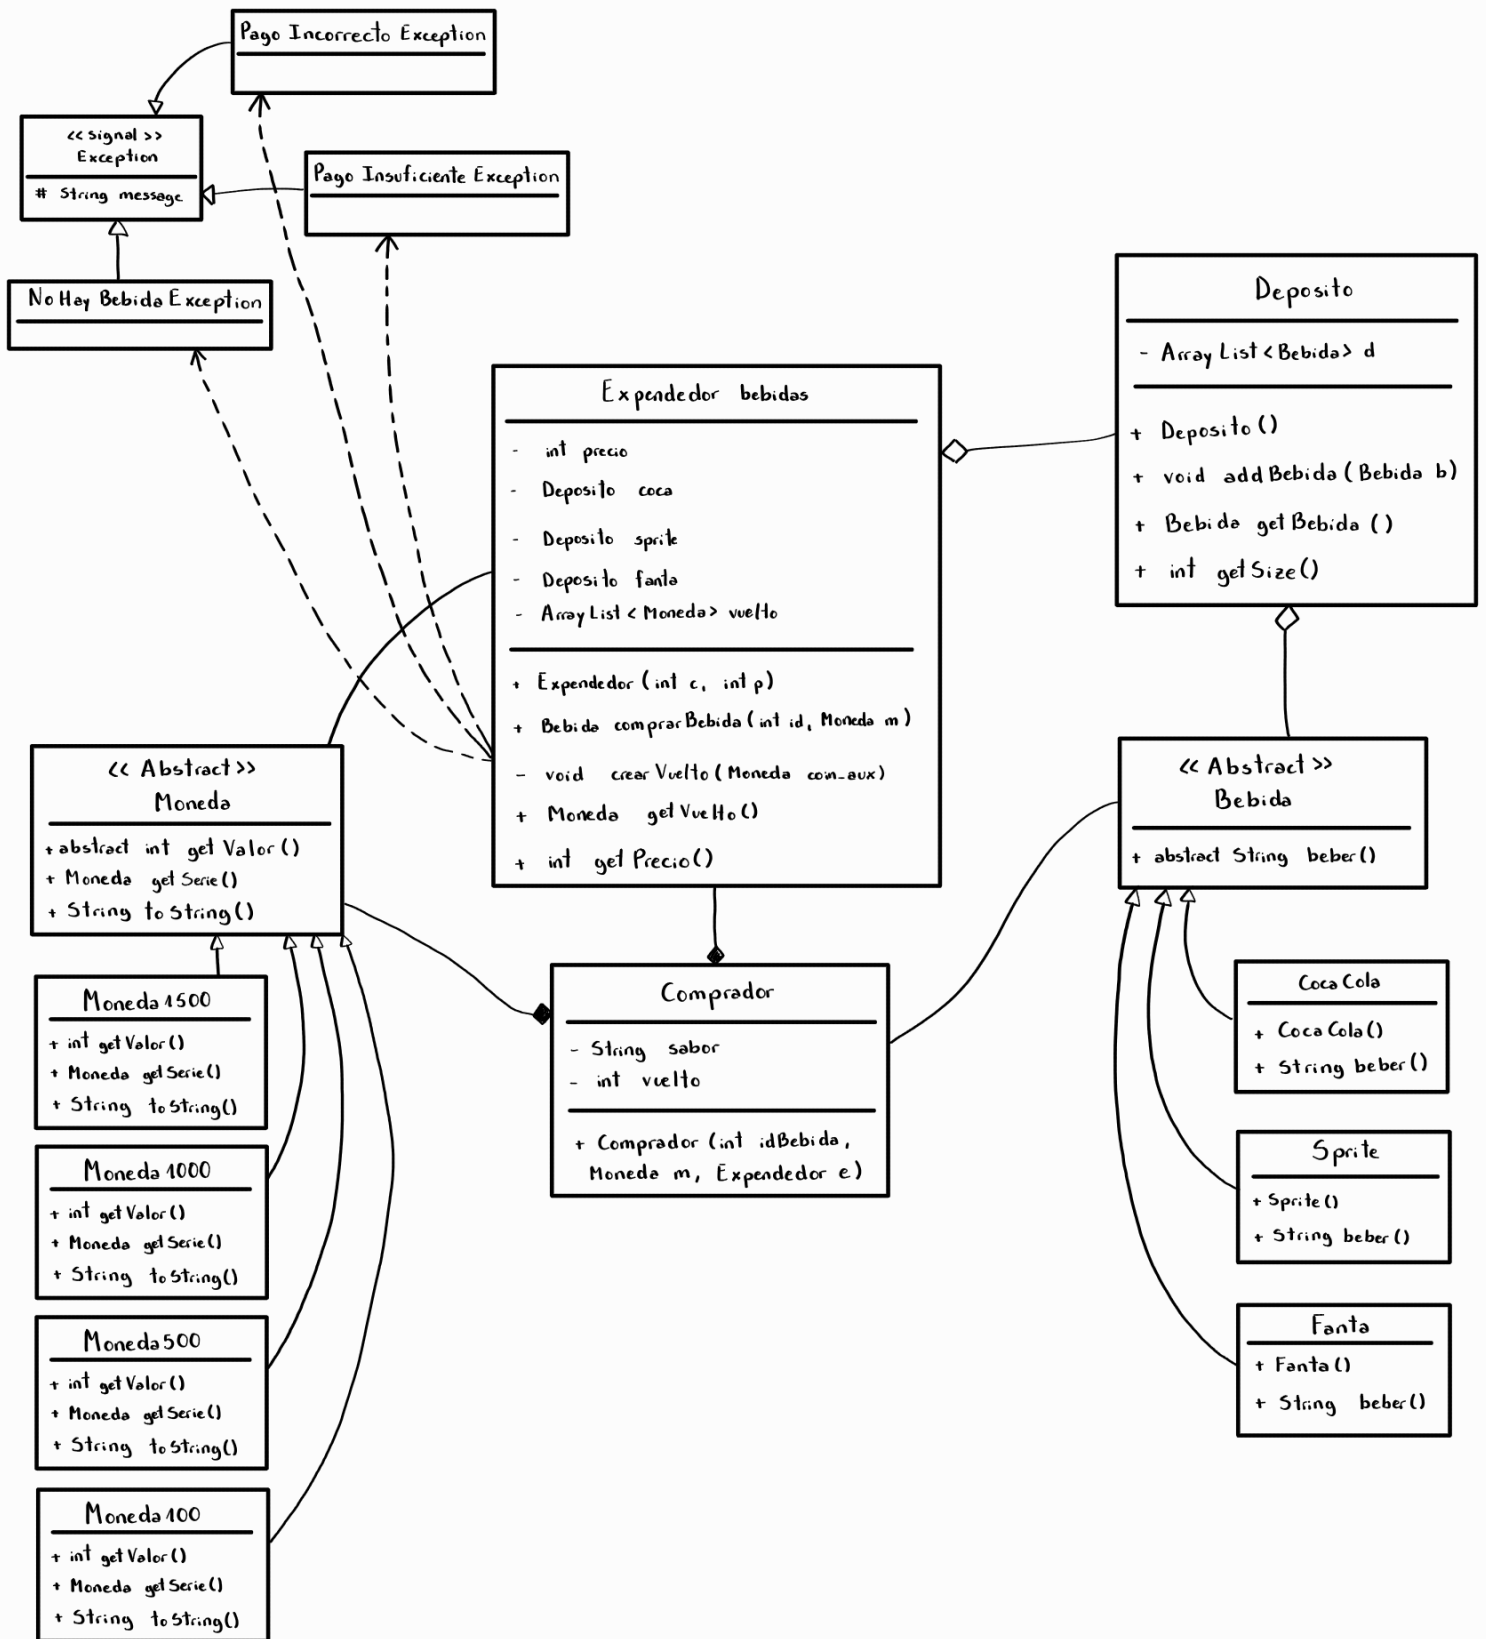 Pago Incorrecto Exception
<< signal >>
Exception
# String message
Pago Insuficiente Exception
No Hay Bebida Exception
Deposito
- Array List <Bebida> d
+ Deposito ()
+ void add Bebida (Bebida b)
+ Bebida get Bebida ()
+ int get Size()
Expendedor bebidas
- int precio
- Deposito coca
- Deposito sprite
- Deposito fanta
- Array List < Moneda> vuelto
+ Expendedor (int c, int p)
+ Bebida comprar Bebida (int id, Moneda m)
- void crear Vuelto (Moneda coin_aux)
+ Moneda get Vuelto ()
+ int get Precio()
<< Abstract >>
Moneda
+ abstract int get Valor ()
+ Moneda get Serie()
+ String to String()
Moneda 1500
+ int get Valor ()
+ Moneda get Serie()
+ String to String()
Moneda 1000
+ int get Valor ()
+ Moneda get Serie()
+ String to String()
Moneda 500
+ int get Valor ()
+ Moneda get Serie()
+ String to String()
Moneda 100
+ int get Valor ()
+ Moneda get Serie()
+ String to String()
Comprador
- String sabor
- int vuelto
+ Comprador (int idBebida,
Moneda m, Expendedor e)
<< Abstract >>
Bebida
+ abstract String beber()
Coca Cola
+ Coca Cola()
+ String beber()
Sprite
+ Sprite()
+ String beber()
Fanta
+ Fanta()
+ String beber()